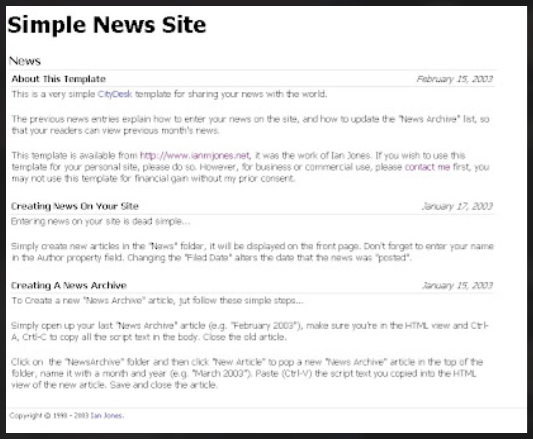 Simple News Site
News
About This Template February 15, 2003
This is a very simple CityDesk template for sharing your news with the world.
The previous news entries explain how to enter your news on the site, and how to update the "News Archive" list, so
that your readers can view previous month's news.
This template is available from http://www.ianmjones.net, it was the work of Ian Jones. If you wish to use this
template for your personal site, please do so. However, for business or commercial use, please contact me first, you
may not use this template for financial gain without my prior consent.
Creating News On Your Site January 17, 2003
Entering news on your site is dead simple...
Simply create new articles in the "News" folder, it will be displayed on the front page. Don't forget to enter your name
in the Author property field. Changing the "Filed Date" alters the date that the news was "posted".
Creating A News Archive January 15, 2003
To Create a new "News Archive" article, jut follow these simple steps...
Simply open up your last "News Archive" article (e.g. "February 2003"), make sure you're in the HTML view and Ctrl-
A, Crtl-C to copy all the script text in the body. Close the old article.
Click on the "NewsArchive" folder and then click "New Article" to pop a new "News Archive" article in the top of the
folder, name it with a month and year (e.g. "March 2003"). Paste (Ctrl-V) the script text you copied into the HTML
view of the new article. Save and close the article.
Copyright © 1998 - 2003 Ian Jones.